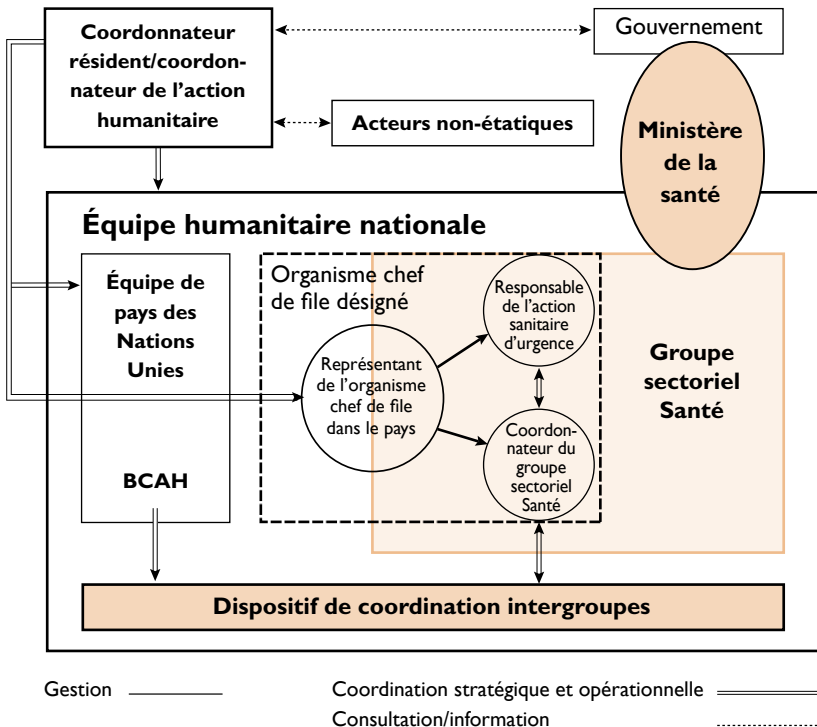 Coordonnateur
résident/coordon-
nateur de l’action
humanitaire
Gouvernement
Acteurs non-étatiques
Ministère
de la
santé
Équipe humanitaire nationale
Équipe de
pays des
Nations
Unies
BCAH
Organisme chef
de file désigné
Représentant
de l’organisme
chef de file
dans le pays
Responsable
de l’action
sanitaire
d’urgence
Coordon-
nateur du
groupe
sectoriel
Santé
Groupe
sectoriel
Santé
Dispositif de coordination intergroupes
Gestion
Coordination stratégique et opérationnelle
Consultation/information